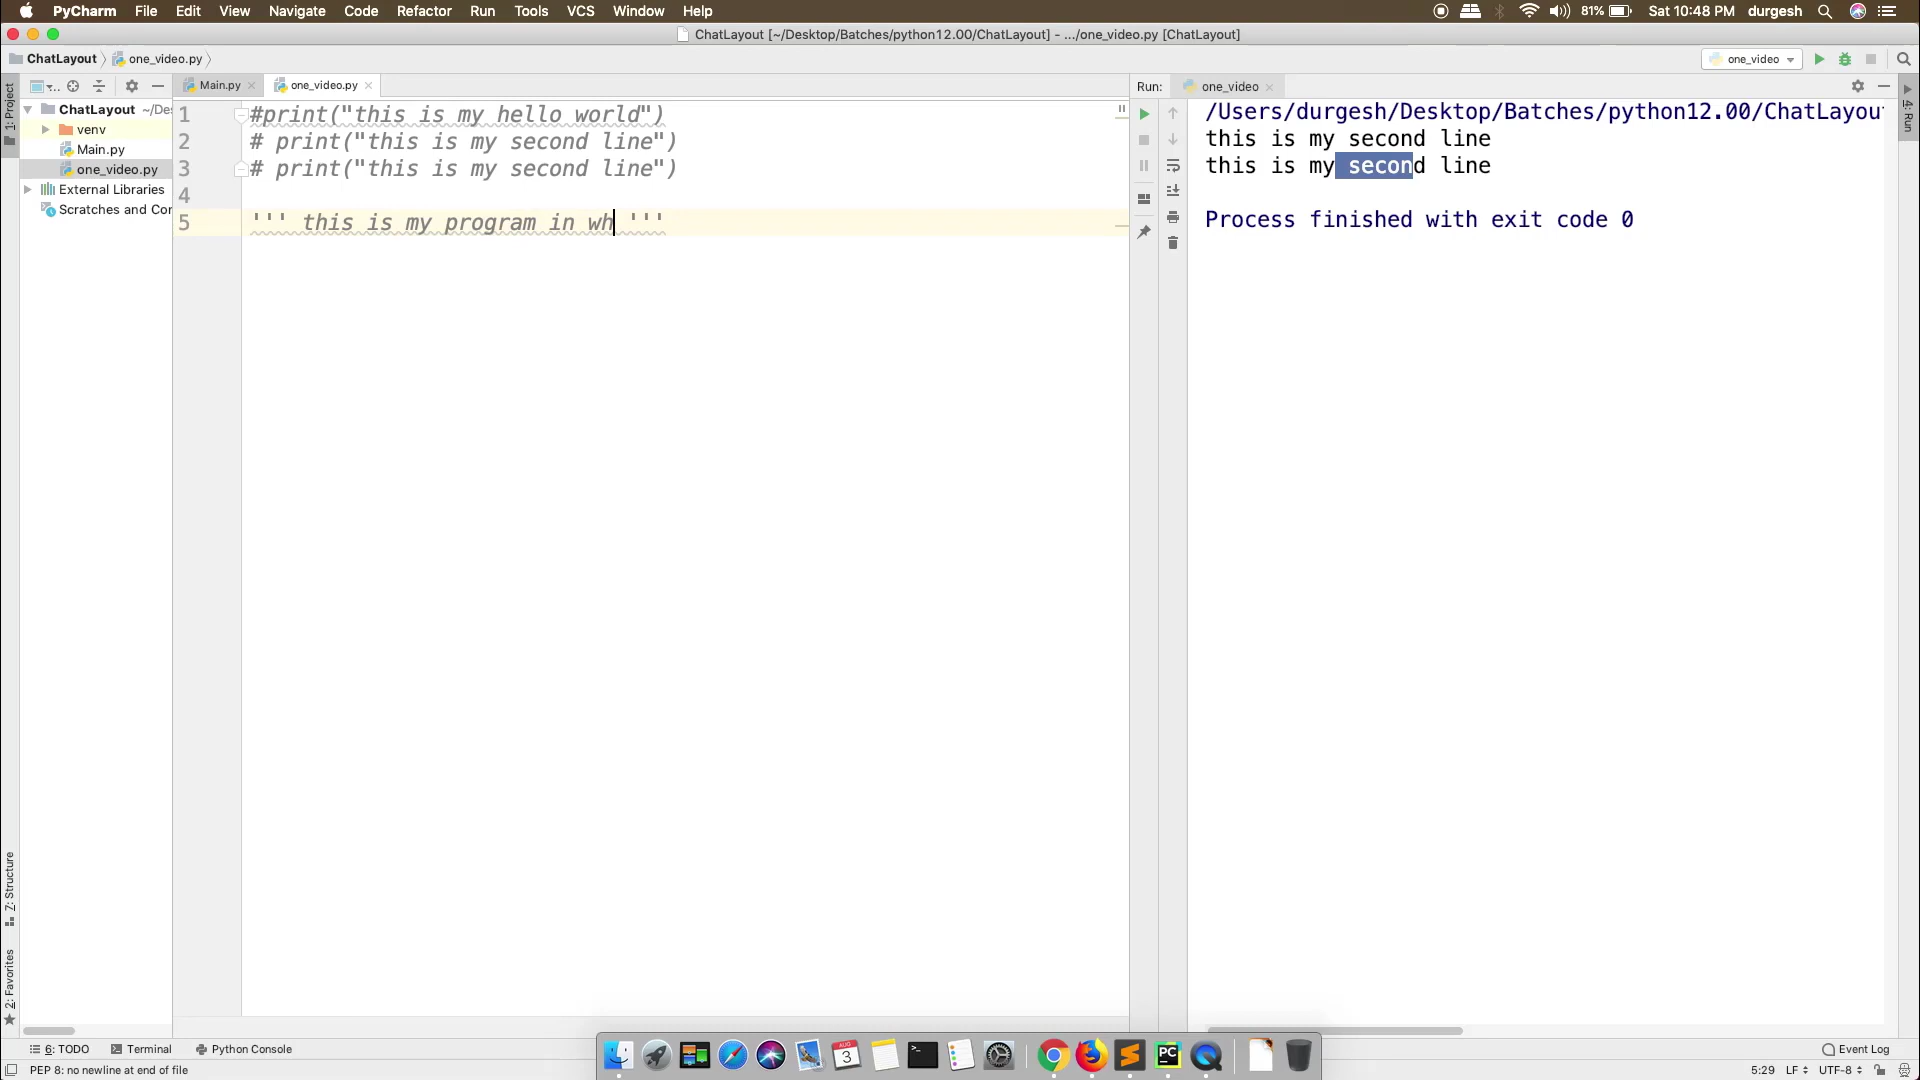 PyCharm File Edit View Navigate Code Refactor Run Tools VCS Window Help
81% Sat 10:48 PM durgesh
ChatLayout [~/Desktop/Batches/python12.00/ChatLayout] - .../one_video.py [ChatLayout]
ChatLayout one_video.py
one_video
1: Project
Main.py
one_video.py
Run: one_video
4: Run
ChatLayout ~/Des
venv
Main.py
one_video.py
External Libraries
Scratches and Cor
1 #print("this is my hello world")
2 # print("this is my second line")
3 # print("this is my second line")
4
5 ''' this is my program in wh '''
/Users/durgesh/Desktop/Batches/python12.00/ChatLayou
this is my second line
this is my second line
Process finished with exit code 0
7: Structure
2: Favorites
6: TODO Terminal Python Console
Event Log
AUG
3
PC
PEP 8: no newline at end of file
5:29 LF UTF-8